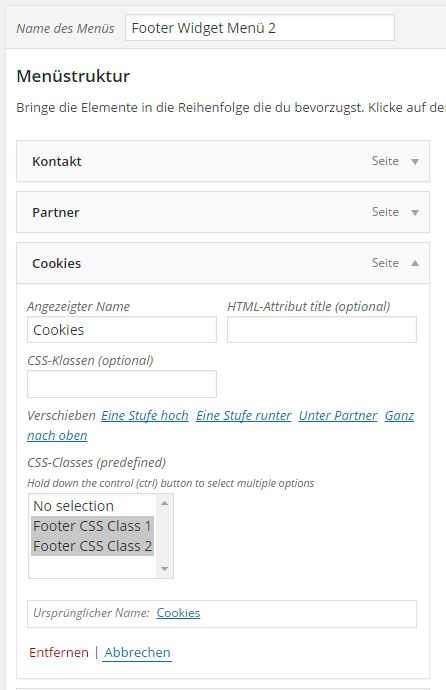 Name des Menüs Footer Widget Menü 2
Menüstruktur
Bringe die Elemente in die Reihenfolge die du bevorzugst. Klicke auf
Kontakt Seite
Partner Seite
Cookies Seite
Angezeigter Name HTML-Attribut title (optional)
Cookies
CSS-Klassen (optional)
Verschieben Eine Stufe hoch Eine Stufe runter Unter Partner Ganz
nach oben
CSS-Classes (predefined)
Hold down the control (ctrl) button to select multiple options
No selection
Footer CSS Class 1
Footer CSS Class 2
Ursprünglicher Name: Cookies
Entfernen | Abbrechen